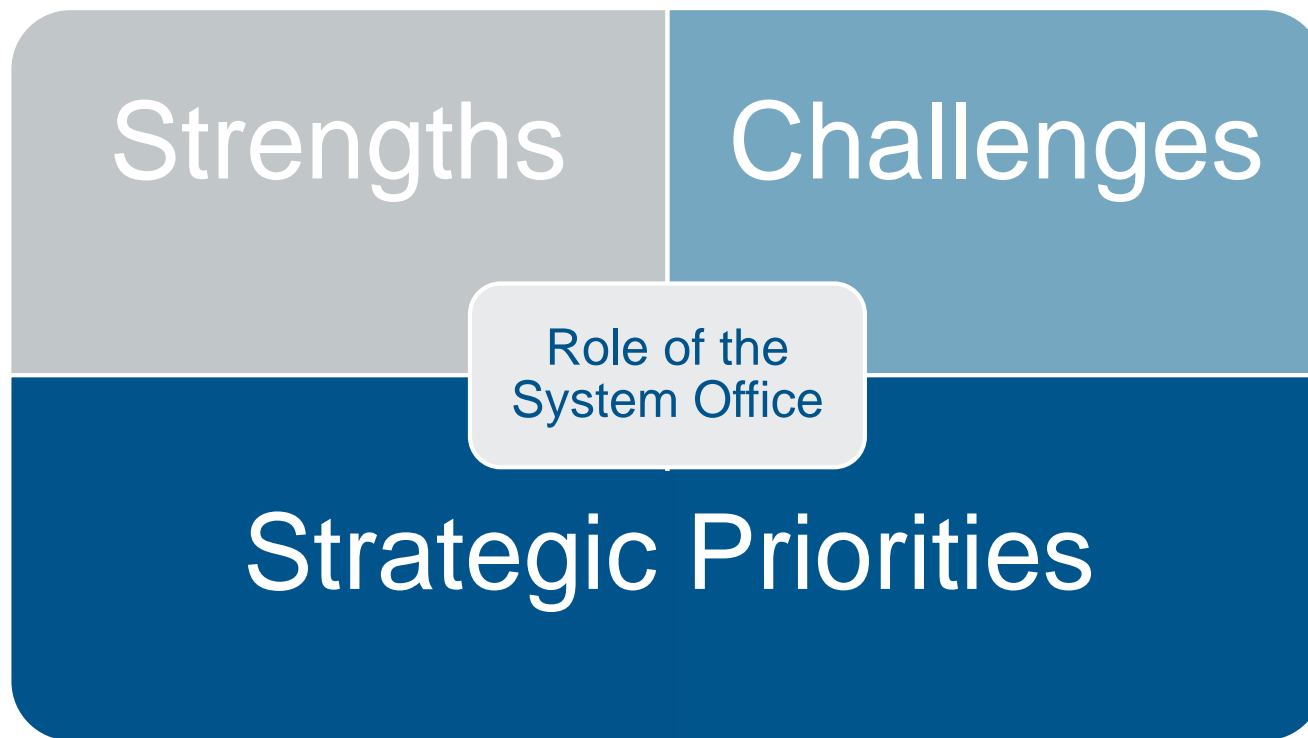 Strengths
Challenges
Role of the
System Office
Strategic Priorities